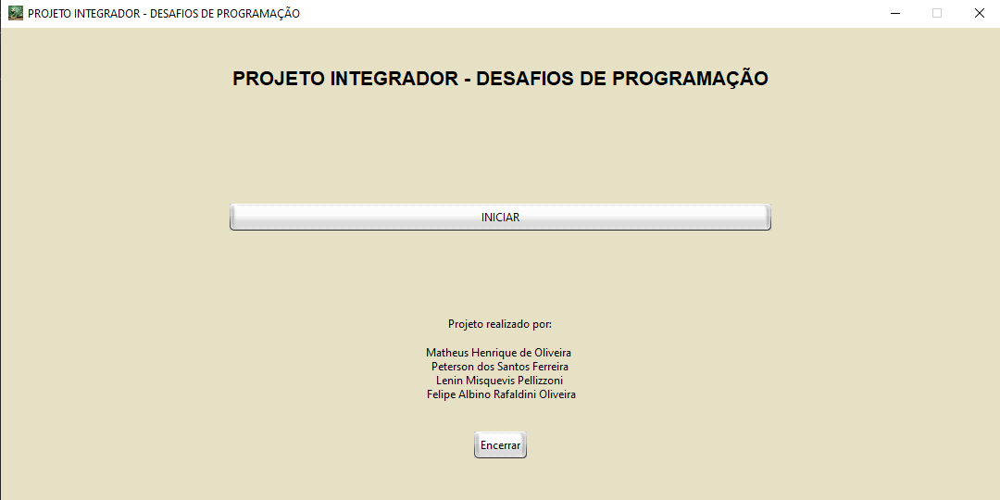 PROJETO INTEGRADOR - DESAFIOS DE PROGRAMAÇÃO
PROJETO INTEGRADOR - DESAFIOS DE PROGRAMAÇÃO
INICIAR
Projeto realizado por:
Matheus Henrique de Oliveira
Peterson dos Santos Ferreira
Lenin Misquevis Pellizzoni
Felipe Albino Rafaldini Oliveira
Encerrar